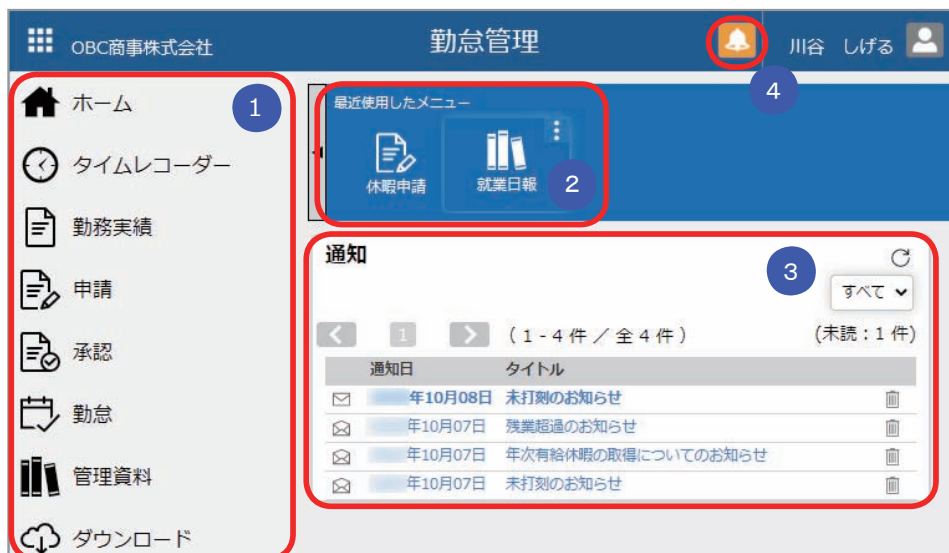 OBC商事株式会社 勤怠管理 川谷 しげる
4
1
ホーム
タイムレコーダー
勤務実績
申請
承認
勤怠
管理資料
ダウンロード
最近使用したメニュー
休暇申請 就業日報
2
通知
3
すべて
1 (1-4件/全4件) (未読:1件)
通知日 タイトル
年10月08日 未打刻のお知らせ
年10月07日 残業超過のお知らせ
年10月07日 年次有給休暇の取得についてのお知らせ
年10月07日 未打刻のお知らせ